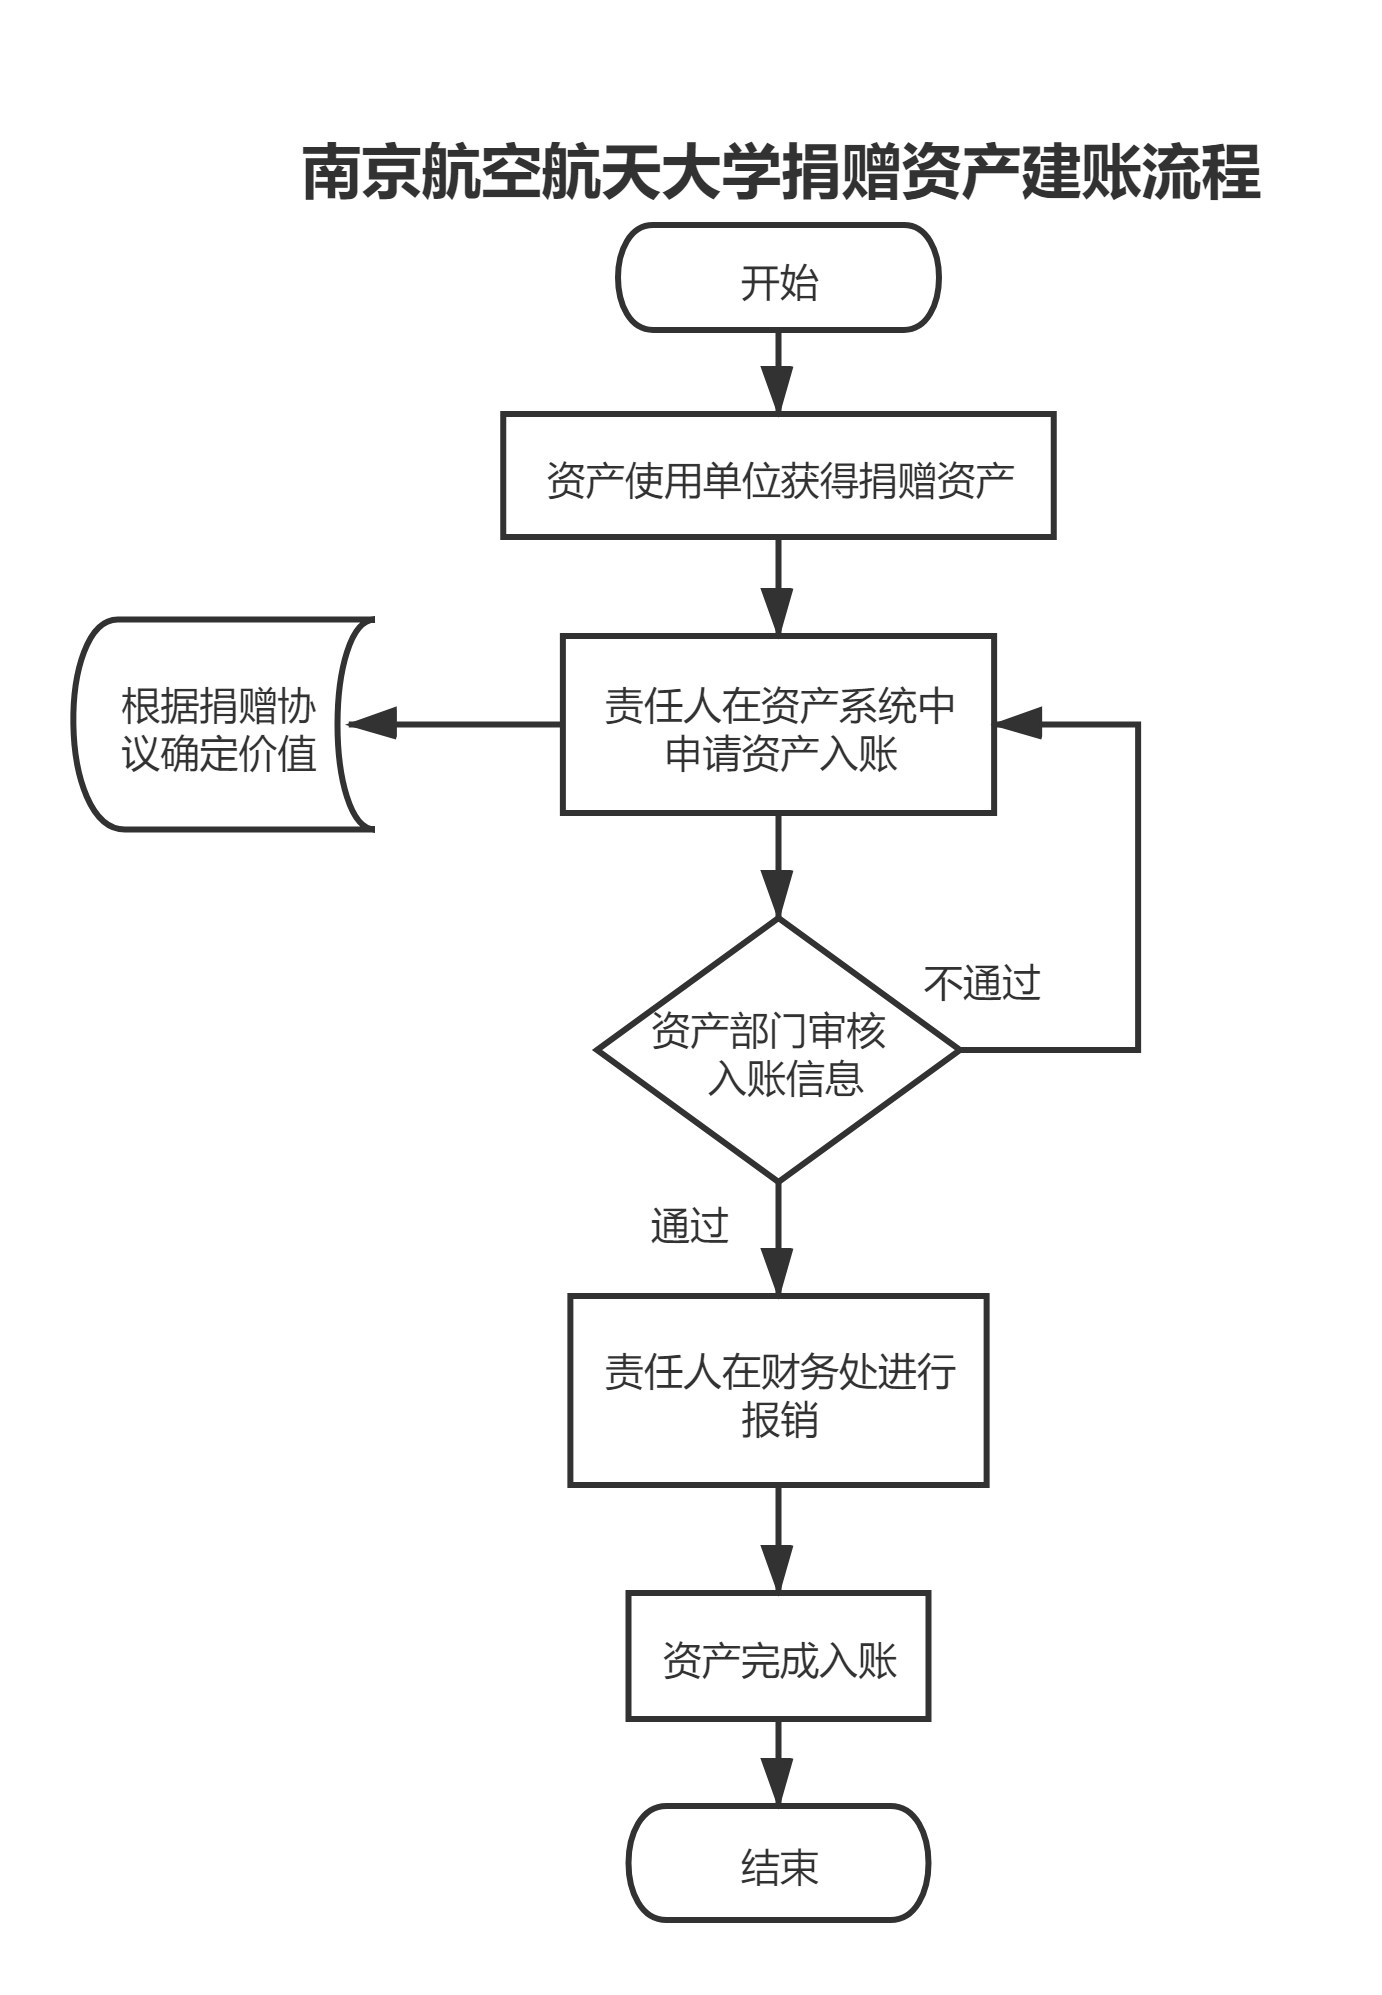 南京航空航天大学捐赠资产建账流程
开始
资产使用单位获得捐赠资产
根据捐赠协
议确定价值
责任人在资产系统中
申请资产入账
不通过
资产部门审核
入账信息
通过
责任人在财务处进行
报销
资产完成入账
结束